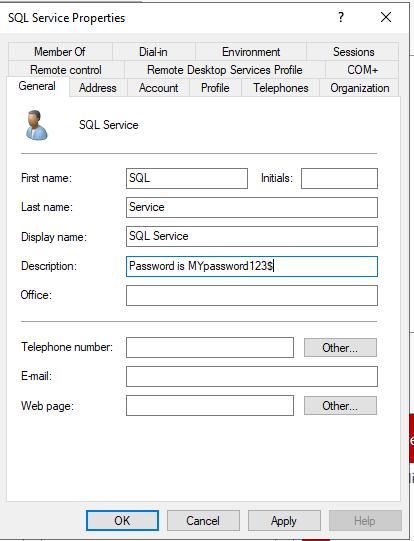 SQL Service Properties
?
Member Of Dial-in Environment Sessions
Remote control Remote Desktop Services Profile COM+
General Address Account Profile Telephones Organization
SQL Service
First name: SQL Initials:
Last name: Service
Display name: SQL Service
Description: Password is MYpassword123$
Office:
Telephone number: Other...
E-mail:
Web page: Other...
OK Cancel Apply Help